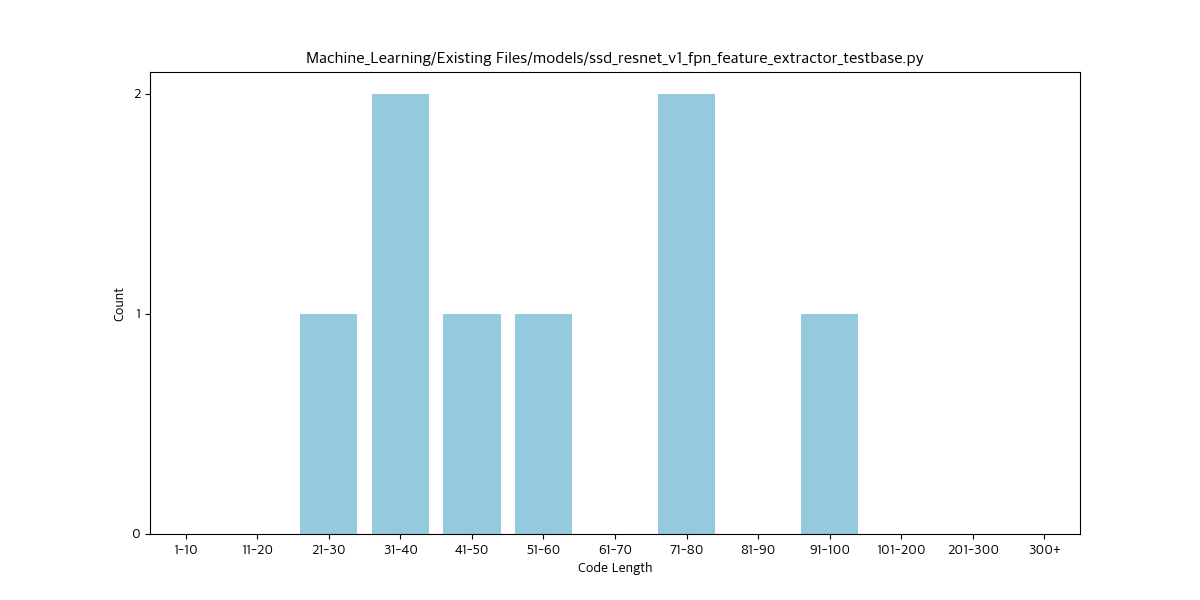 Machine_Learning/Existing Files/models/ssd_resnet_v1_fpn_feature_extractor_testbase.py
2
1
0
Count
1-10 11-20 21-30 31-40 41-50 51-60 61-70 71-80 81-90 91-100 101-200 201-300 300+
Code Length